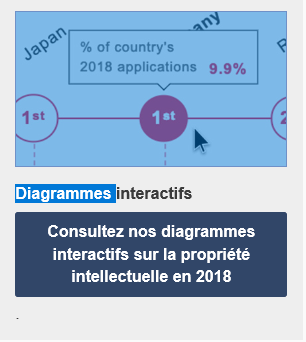 Japan
any
% of country's
2018 applications 9.9%
1st
1st
2
Diagrammes interactifs
Consultez nos diagrammes
interactifs sur la propriété
intellectuelle en 2018
.